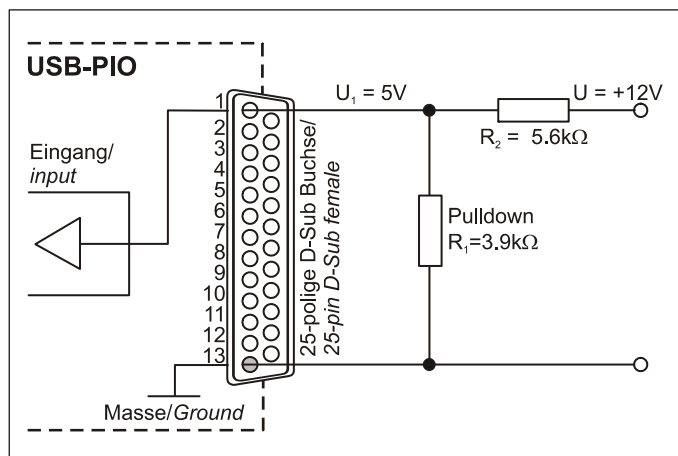 USB-PIO
Eingang/
input
1
2
3
4
5
6
7
8
9
10
11
12
13
Masse/Ground
25-polige D-Sub Buchse/
25-pin D-Sub female
U₁ = 5V
U = +12V
R₂ = 5.6kΩ
Pulldown
R₁=3.9kΩ